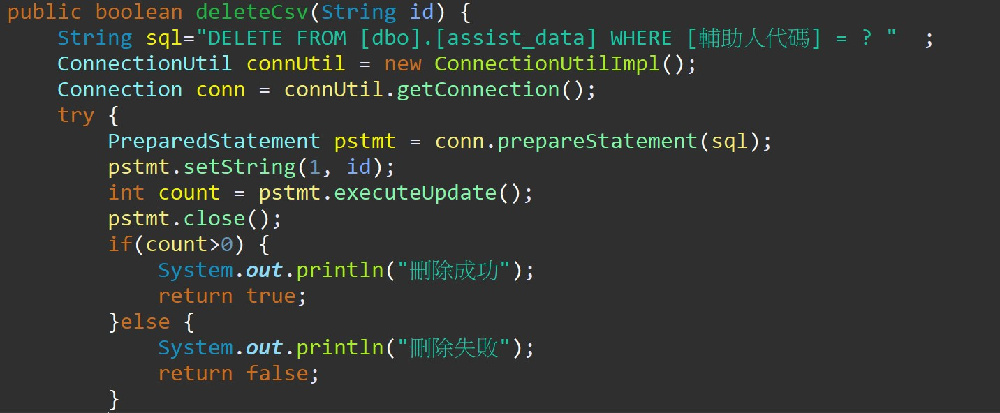 public boolean deleteCsv(String id) {
    String sql="DELETE FROM [dbo].[assist_data] WHERE [輔助人代碼] = ? "  ;
    ConnectionUtil connUtil = new ConnectionUtilImpl();
    Connection conn = connUtil.getConnection();
    try {
        PreparedStatement pstmt = conn.prepareStatement(sql);
        pstmt.setString(1, id);
        int count = pstmt.executeUpdate();
        pstmt.close();
        if(count>0) {
            System.out.println("刪除成功");
            return true;
        }else {
            System.out.println("刪除失敗");
            return false;
        }